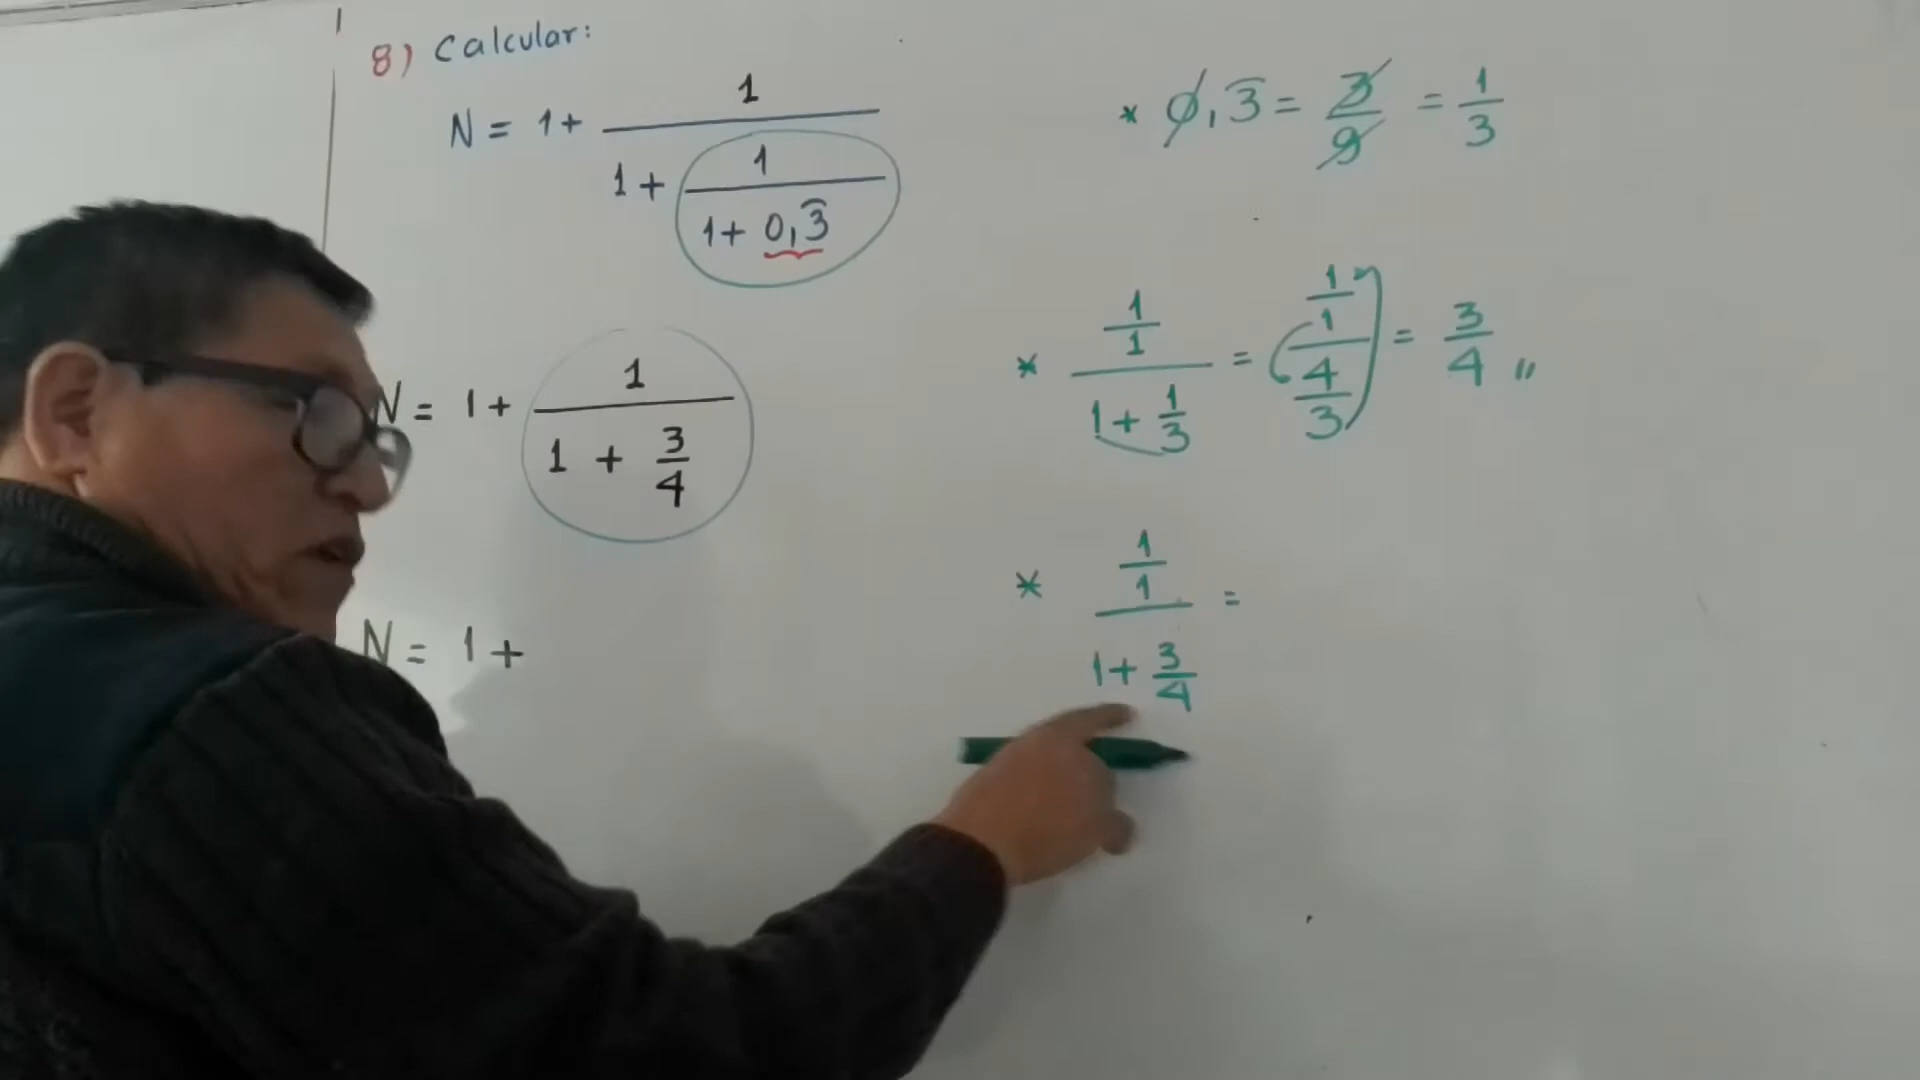 8) Calcular:
N = 1 + 1/(1 + 1/(1 + 0,3̂))
N = 1 + 1/(1 + 3/4)
N = 1 +
* 0,3̂ = 3/9 = 1/3
* (1/1)/(1 + 1/3) = (1/1)/(4/3) = 3/4 〃
* (1/1)/(1 + 3/4) =